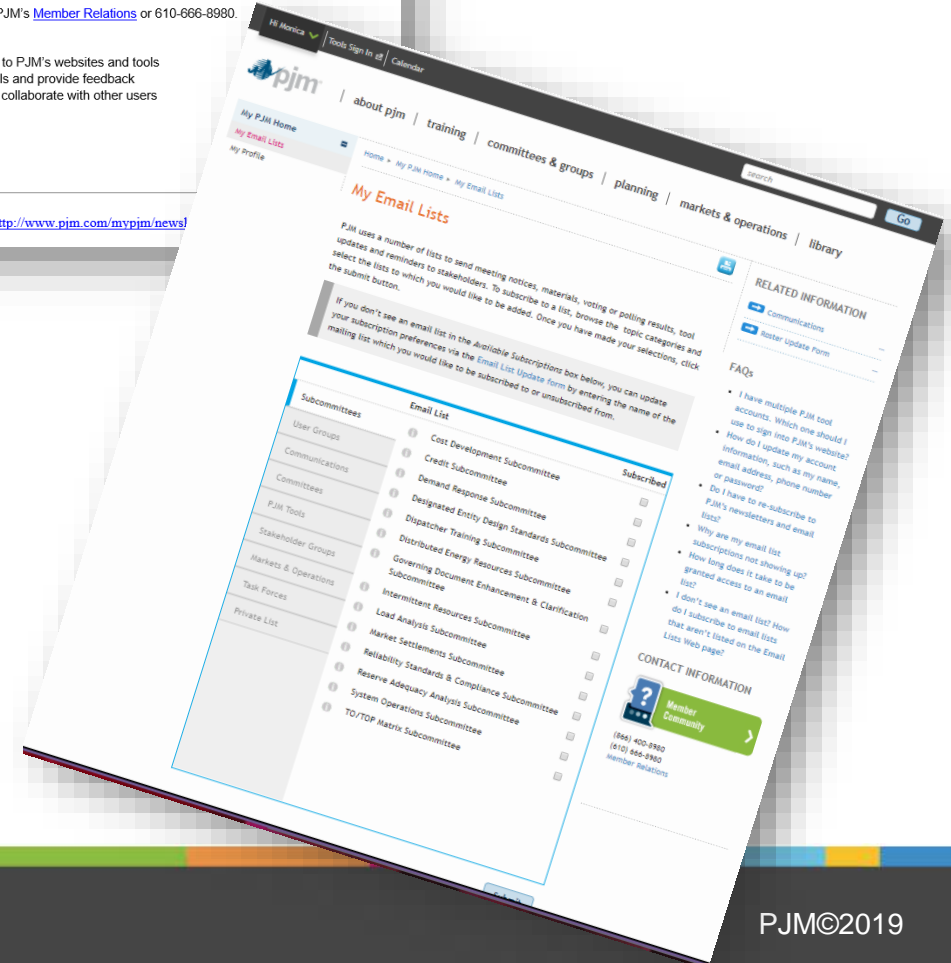 PJM's Member Relations or 610-666-8980.
to PJM's websites and tools
ls and provide feedback
collaborate with other users
ttp://www.pjm.com/mypjm/newsl
Hi Monica
Tools Sign In
Calendar
search
Go
pjm
about pjm | training | committees & groups | planning | markets & operations | library
My PJM Home
My Email Lists
My Profile
Home » My PJM Home » My Email Lists
My Email Lists
PJM uses a number of lists to send meeting notices, materials, voting or polling results, tool
updates and reminders to stakeholders. To subscribe to a list, browse the topic categories and
select the lists to which you would like to be added. Once you have made your selections, click
the submit button.
If you don't see an email list in the Available Subscriptions box below, you can update
your subscription preferences via the Email List Update form by entering the name of the
mailing list which you would like to be subscribed to or unsubscribed from.
Subcommittees
User Groups
Communications
Committees
PJM Tools
Stakeholder Groups
Markets & Operations
Task Forces
Private List
Email List
Subscribed
Cost Development Subcommittee
Credit Subcommittee
Demand Response Subcommittee
Designated Entity Design Standards Subcommittee
Dispatcher Training Subcommittee
Distributed Energy Resources Subcommittee
Governing Document Enhancement & Clarification
Subcommittee
Intermittent Resources Subcommittee
Load Analysis Subcommittee
Market Settlements Subcommittee
Reliability Standards & Compliance Subcommittee
Reserve Adequacy Analysis Subcommittee
System Operations Subcommittee
TO/TOP Matrix Subcommittee
Submit
RELATED INFORMATION
Communications
Roster Update Form
FAQs
I have multiple PJM tool
accounts. Which one should I
use to sign into PJM's website?
How do I update my account
information, such as my name,
email address, phone number
or password?
Do I have to re-subscribe to
PJM's newsletters and email
lists?
Why are my email list
subscriptions not showing up?
How long does it take to be
granted access to an email
list?
I don't see an email list? How
do I subscribe to email lists
that aren't listed on the Email
Lists Web page?
CONTACT INFORMATION
Member
Community
(866) 400-8980
(610) 666-8980
Member Relations
PJM©2019